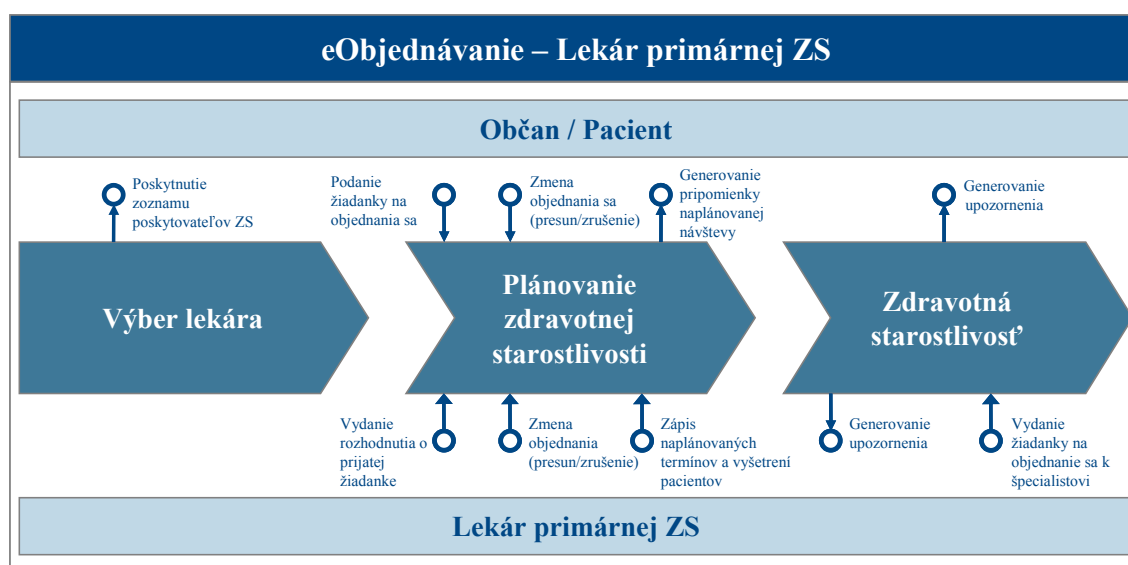 eObjednávanie – Lekár primárnej ZS
Občan / Pacient
Poskytnutie
zoznamu
poskytovateľov ZS
Podanie
žiadanky na
objednania sa
Zmena
objednania sa
(presun/zrušenie)
Generovanie
pripomienky
naplánovanej
návštevy
Generovanie
upozornenia
Výber lekára
Plánovanie
zdravotnej
starostlivosti
Zdravotná
starostlivosť
Vydanie
rozhodnutia o
prijatej
žiadanke
Zmena
objednania
(presun/zrušenie)
Zápis
naplánovaných
termínov a vyšetrení
pacientov
Generovanie
upozornenia
Vydanie
žiadanky na
objednanie sa k
špecialistovi
Lekár primárnej ZS